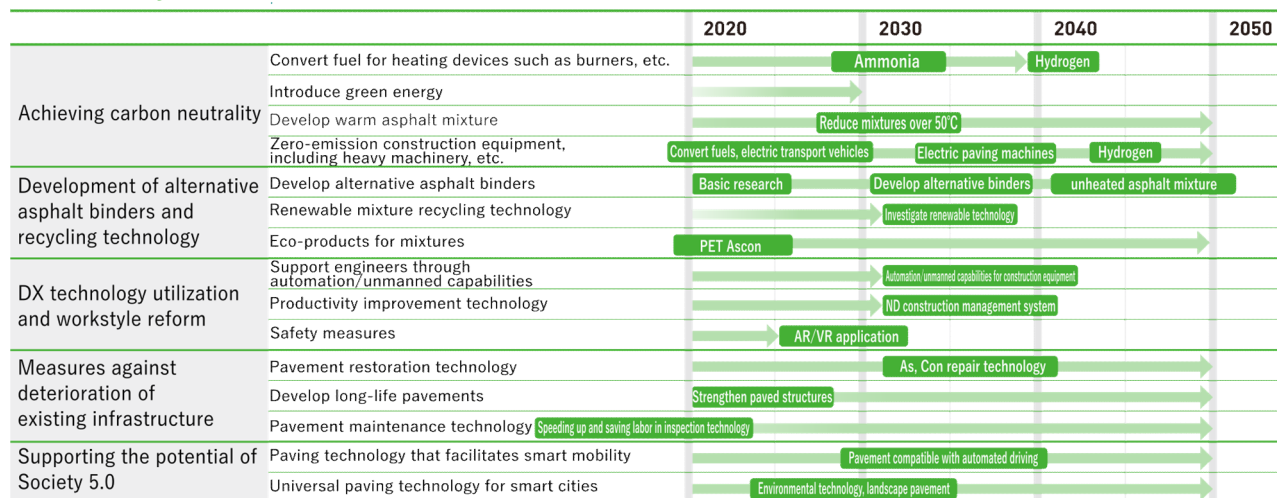 2020 2030 2040 2050
Achieving carbon neutrality
Convert fuel for heating devices such as burners, etc.
Ammonia
Hydrogen
Introduce green energy
Develop warm asphalt mixture
Reduce mixtures over 50°C
Zero-emission construction equipment,
including heavy machinery, etc.
Convert fuels, electric transport vehicles
Electric paving machines
Hydrogen
Development of alternative
asphalt binders and
recycling technology
Develop alternative asphalt binders
Basic research
Develop alternative binders
unheated asphalt mixture
Renewable mixture recycling technology
Investigate renewable technology
Eco-products for mixtures
PET Ascon
DX technology utilization
and workstyle reform
Support engineers through
automation/unmanned capabilities
Automation/unmanned capabilities for construction equipment
Productivity improvement technology
ND construction management system
Safety measures
AR/VR application
Measures against
deterioration of
existing infrastructure
Pavement restoration technology
As, Con repair technology
Develop long-life pavements
Strengthen paved structures
Pavement maintenance technology
Speeding up and saving labor in inspection technology
Supporting the potential of
Society 5.0
Paving technology that facilitates smart mobility
Pavement compatible with automated driving
Universal paving technology for smart cities
Environmental technology, landscape pavement